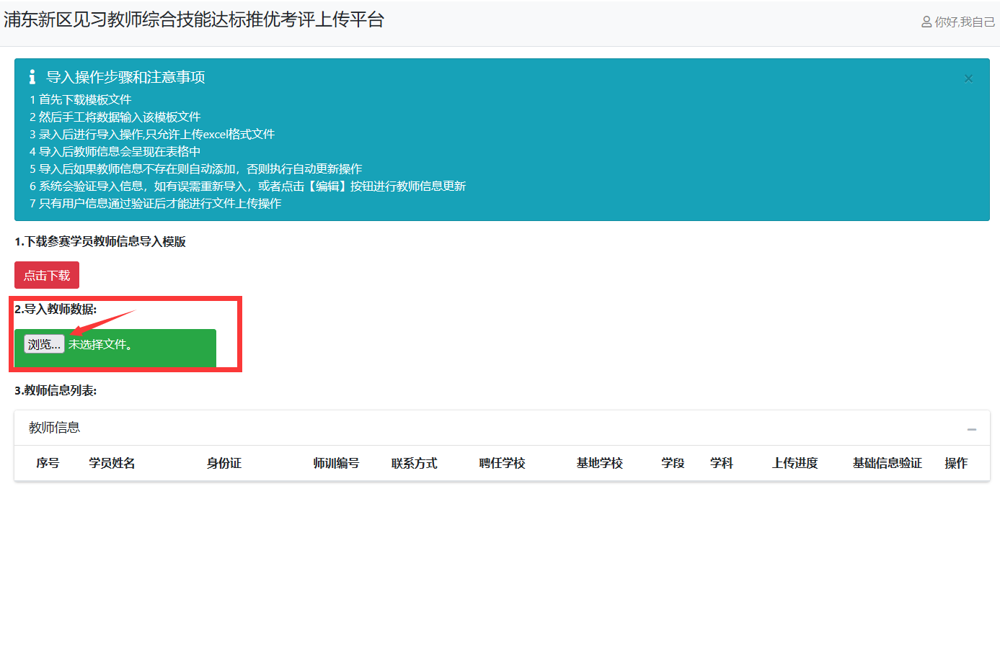 浦东新区见习教师综合技能达标推优考评上传平台
你好,我自己
导入操作步骤和注意事项
×
1 首先下载模板文件
2 然后手工将数据输入该模板文件
3 录入后进行导入操作,只允许上传excel格式文件
4 导入后教师信息会呈现在表格中
5 导入后如果教师信息不存在则自动添加，否则执行自动更新操作
6 系统会验证导入信息，如有误需重新导入，或者点击【编辑】按钮进行教师信息更新
7 只有用户信息通过验证后才能进行文件上传操作
1.下载参赛学员教师信息导入模版
点击下载
2.导入教师数据:
浏览... 未选择文件。
3.教师信息列表:
教师信息
序号 学员姓名 身份证 师训编号 联系方式 聘任学校 基地学校 学段 学科 上传进度 基础信息验证 操作